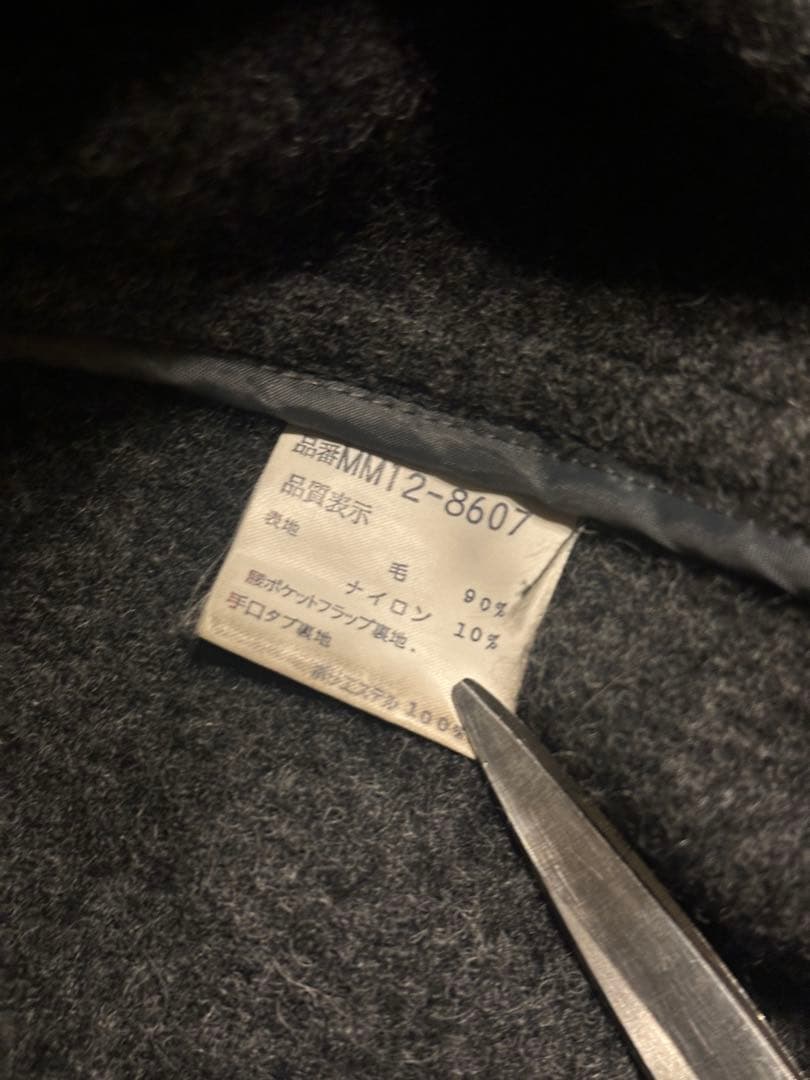 品番MM12-8607
品質表示
表地
毛 90%
ナイロン 10%
腰ポケットフラップ裏地.
手口タブ裏地
ポリエステル 100%